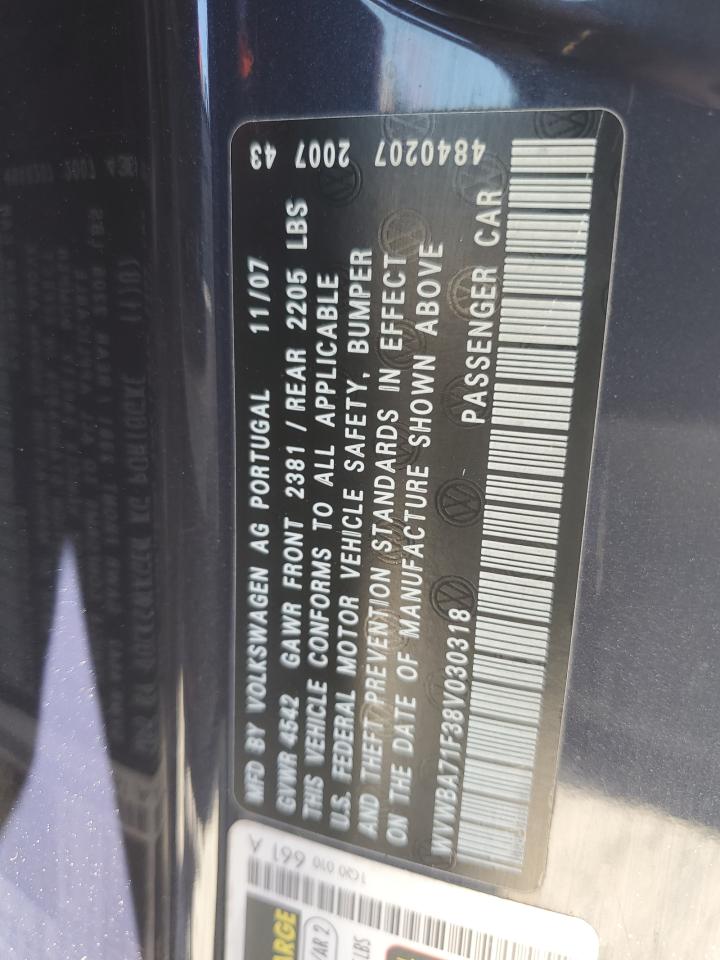 MFD BY VOLKSWAGEN AG PORTUGAL 11/07 2007 43
GVWR 4542 GAWR FRONT 2381 / REAR 2205 LBS
THIS VEHICLE CONFORMS TO ALL APPLICABLE
U.S. FEDERAL MOTOR VEHICLE SAFETY, BUMPER
AND THEFT PREVENTION STANDARDS IN EFFECT
ON THE DATE OF MANUFACTURE SHOWN ABOVE
WVWBA71F38V030318 PASSENGER CAR
4840207
1Q0 010 661 A
LBS